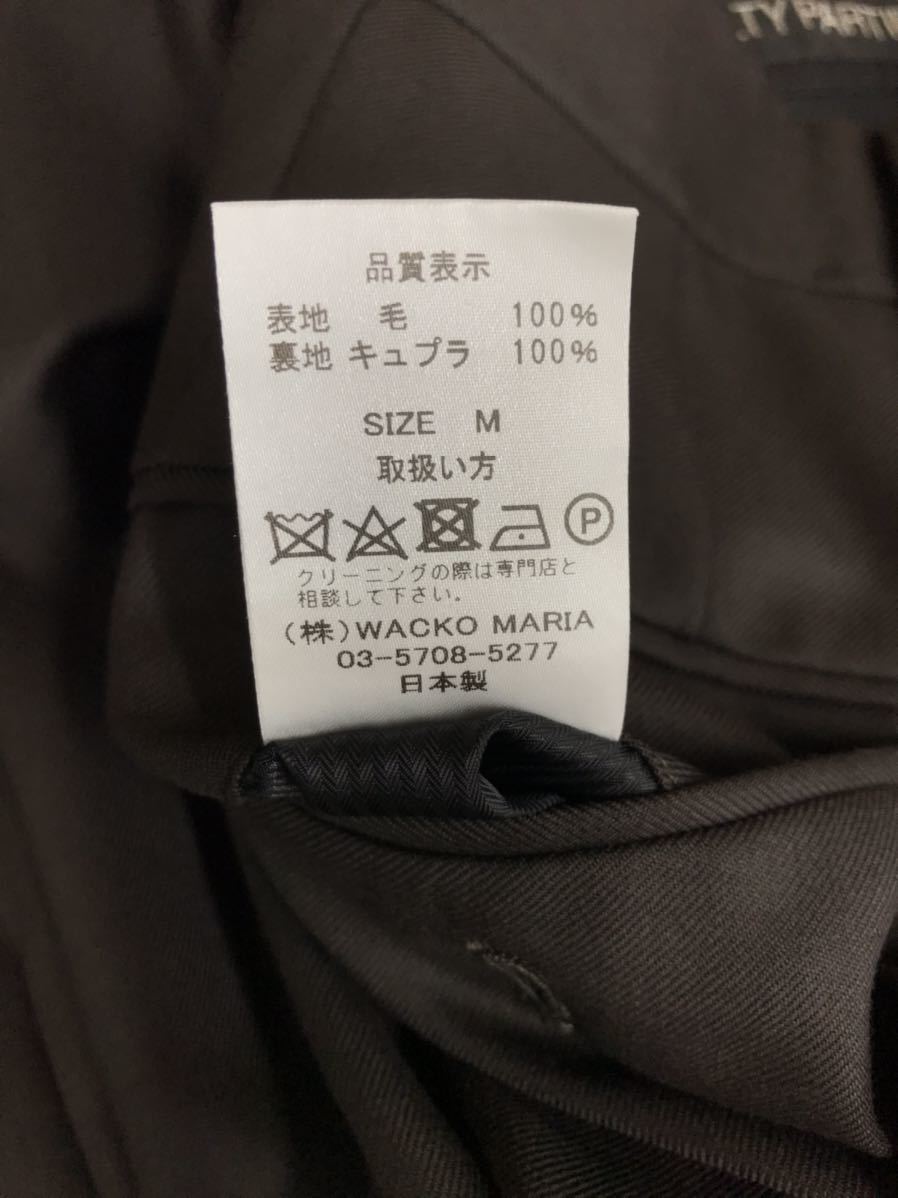 TY PARTI
品質表示
表地 毛 100%
裏地 キュプラ 100%
SIZE M
取扱い方
P
クリーニングの際は専門店と
相談して下さい。
(株)WACKO MARIA
03-5708-5277
日本製